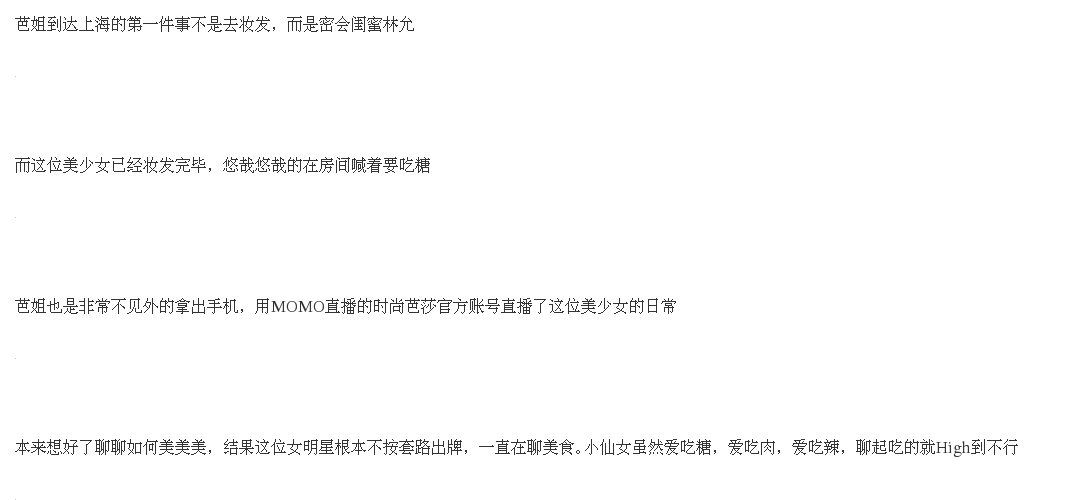 芭姐到达上海的第一件事不是去妆发，而是密会闺蜜林允
而这位美少女已经妆发完毕，悠哉悠哉的在房间喊着要吃糖
芭姐也是非常不见外的拿出手机，用MOMO直播的时尚芭莎官方账号直播了这位美少女的日常
本来想好了聊聊如何美美美，结果这位女明星根本不按套路出牌，一直在聊美食。小仙女虽然爱吃糖，爱吃肉，爱吃辣，聊起吃的就High到不行